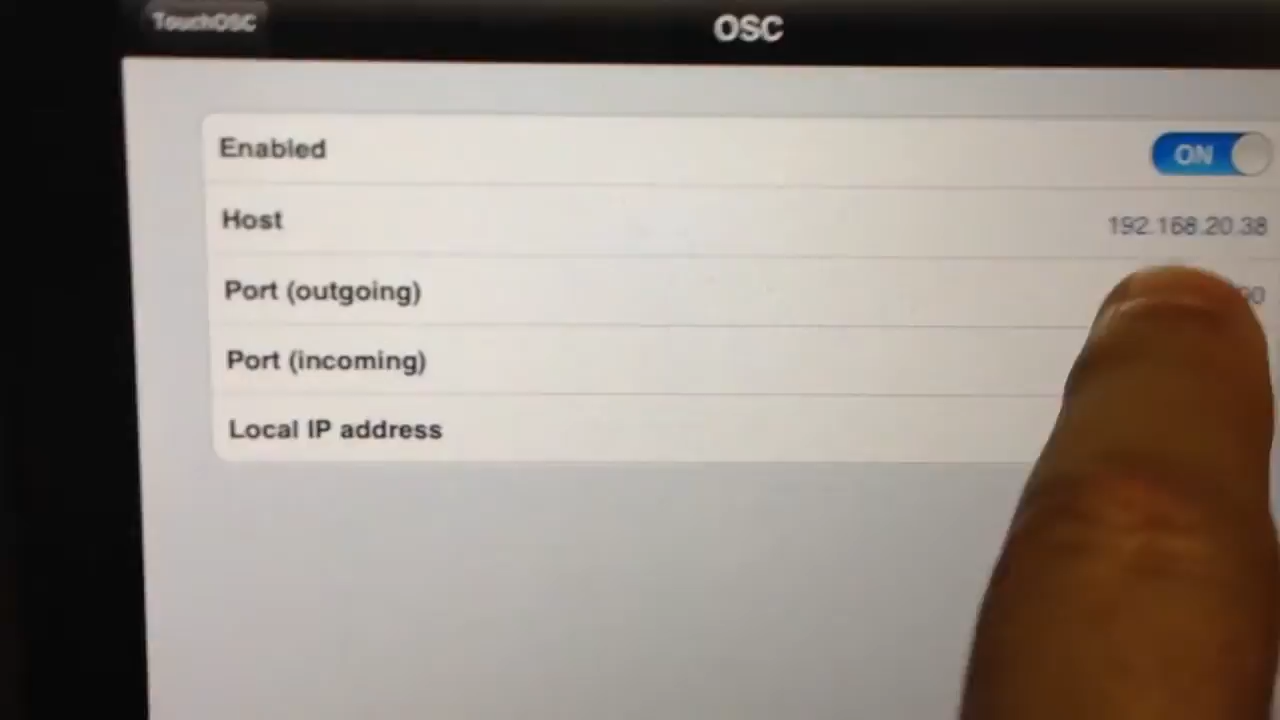 TouchOSC
OSC
Enabled
ON
Host
192.168.20.38
Port (outgoing)
Port (incoming)
Local IP address